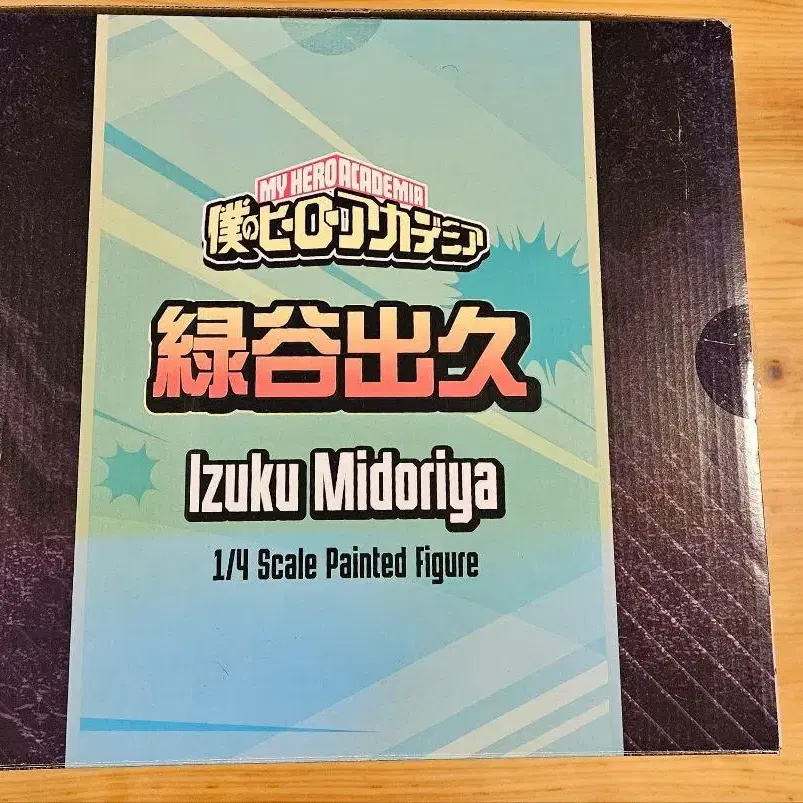 MY HERO ACADEMIA
僕のヒーローアカデミア
緑谷出久
Izuku Midoriya
1/4 Scale Painted Figure